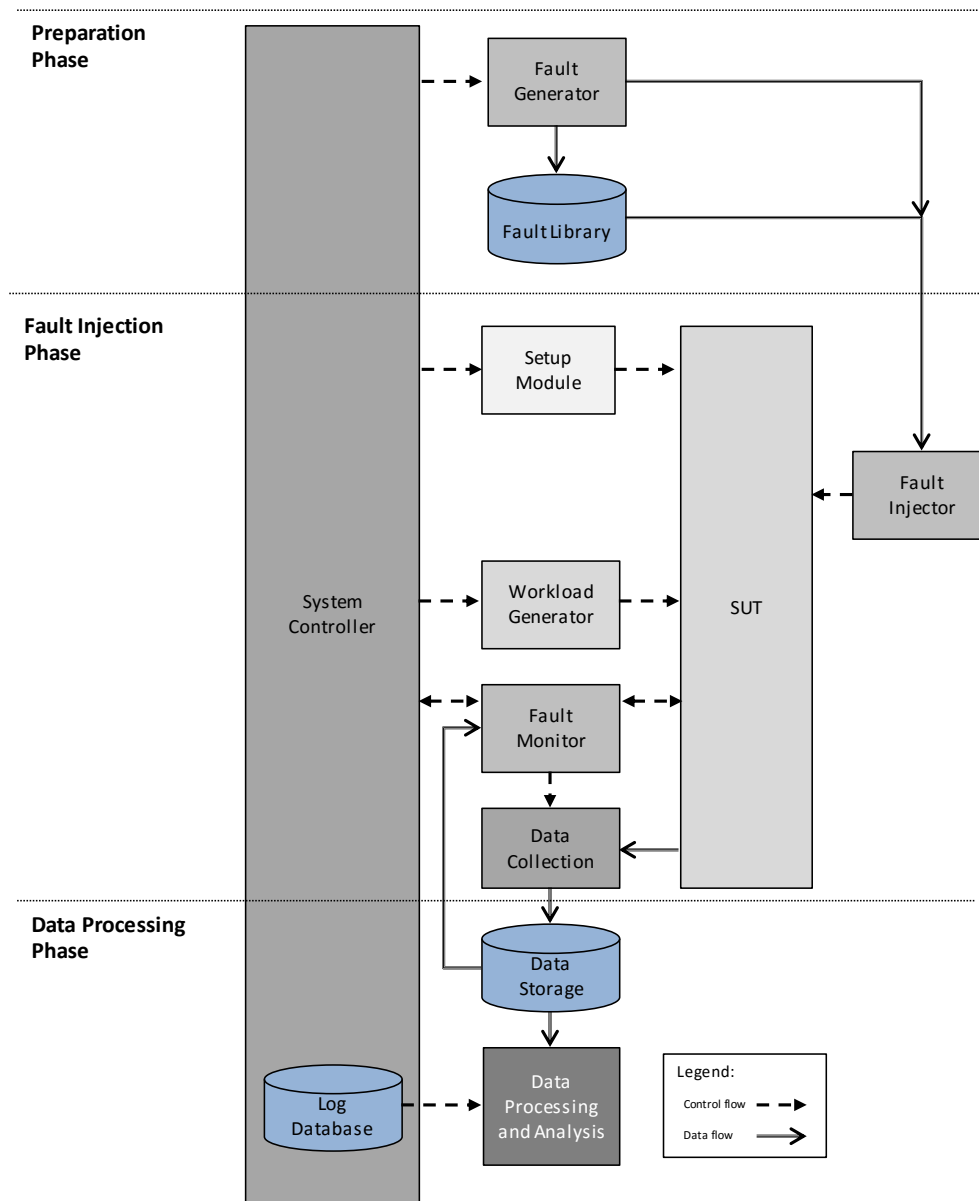 Preparation
Phase
Fault
Generator
Fault Library
Fault Injection
Phase
Setup
Module
Fault
Injector
System
Controller
Workload
Generator
SUT
Fault
Monitor
Data
Collection
Data Processing
Phase
Data
Storage
Log
Database
Data
Processing
and Analysis
Legend:
Control flow
Data flow